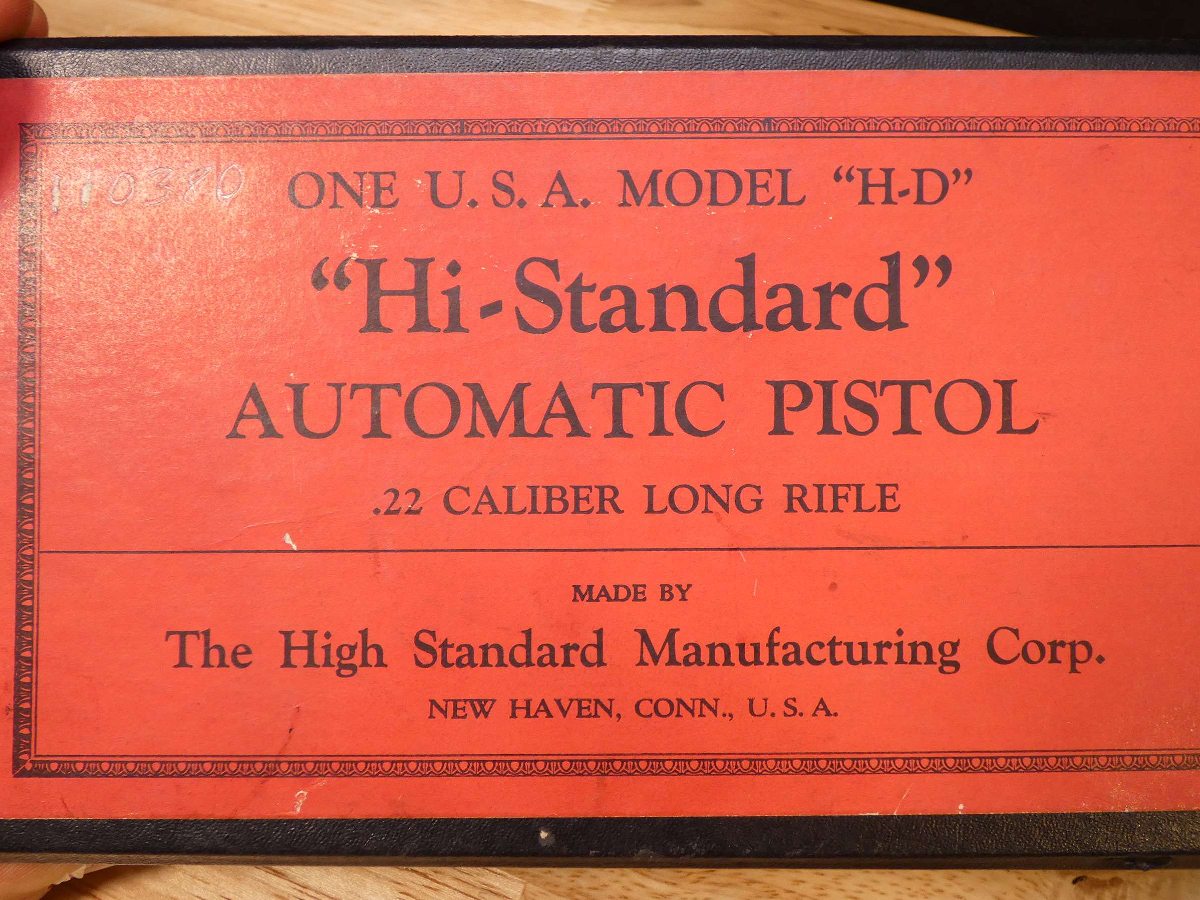 110380
ONE U. S. A. MODEL “H-D”
“Hi-Standard”
AUTOMATIC PISTOL
.22 CALIBER LONG RIFLE
MADE BY
The High Standard Manufacturing Corp.
NEW HAVEN, CONN., U. S. A.